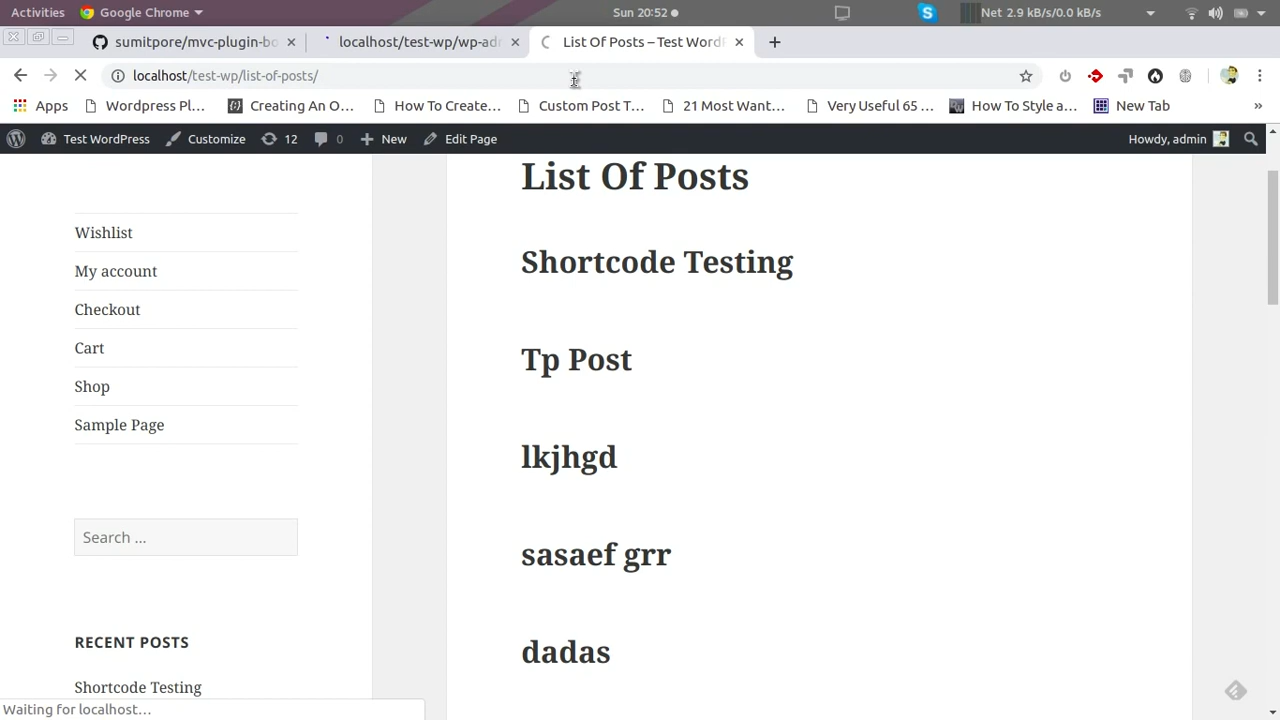 Activities Google Chrome Sun 20:52 Net 2.9 kB/s/0.0 kB/s
sumitpore/mvc-plugin-bo localhost/test-wp/wp-adm List Of Posts – Test WordP
localhost/test-wp/list-of-posts/
Apps Wordpress Pl... Creating An O... How To Create... Custom Post T... 21 Most Want... Very Useful 65 ... How To Style a... New Tab »
Test WordPress Customize 12 0 New Edit Page Howdy, admin
List Of Posts
Shortcode Testing
Tp Post
lkjhgd
sasaef grr
dadas
Wishlist
My account
Checkout
Cart
Shop
Sample Page
Search ...
RECENT POSTS
Shortcode Testing
Waiting for localhost...